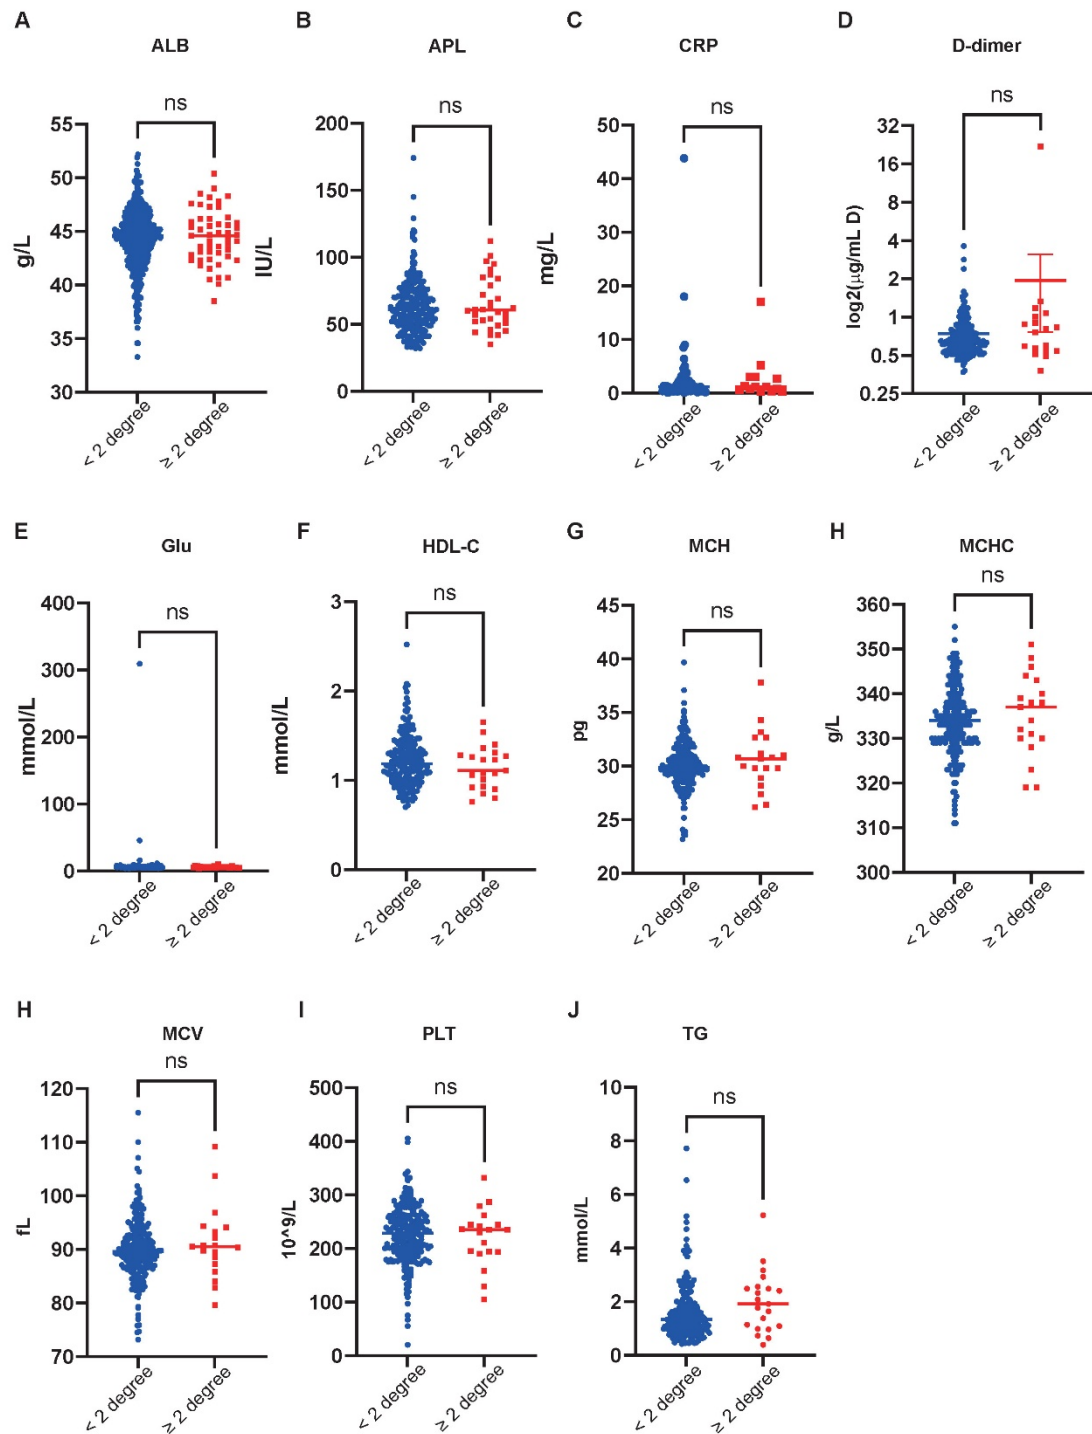 A
ALB
ns
g/L
55
50
45
40
35
30
< 2 degree
≥ 2 degree
B
APL
ns
IU/L
200
150
100
50
0
< 2 degree
≥ 2 degree
C
CRP
ns
mg/L
50
40
30
20
10
0
< 2 degree
≥ 2 degree
D
D-dimer
ns
log2(μg/mL D)
32
16
8
4
2
1
0.5
0.25
< 2 degree
≥ 2 degree
E
Glu
ns
mmol/L
400
300
200
100
0
< 2 degree
≥ 2 degree
F
HDL-C
ns
mmol/L
3
2
1
0
< 2 degree
≥ 2 degree
G
MCH
ns
pg
45
40
35
30
25
20
< 2 degree
≥ 2 degree
H
MCHC
ns
g/L
360
350
340
330
320
310
300
< 2 degree
≥ 2 degree
H
MCV
ns
fL
120
110
100
90
80
70
< 2 degree
≥ 2 degree
I
PLT
ns
10^9/L
500
400
300
200
100
0
< 2 degree
≥ 2 degree
J
TG
ns
mmol/L
10
8
6
4
2
0
< 2 degree
≥ 2 degree